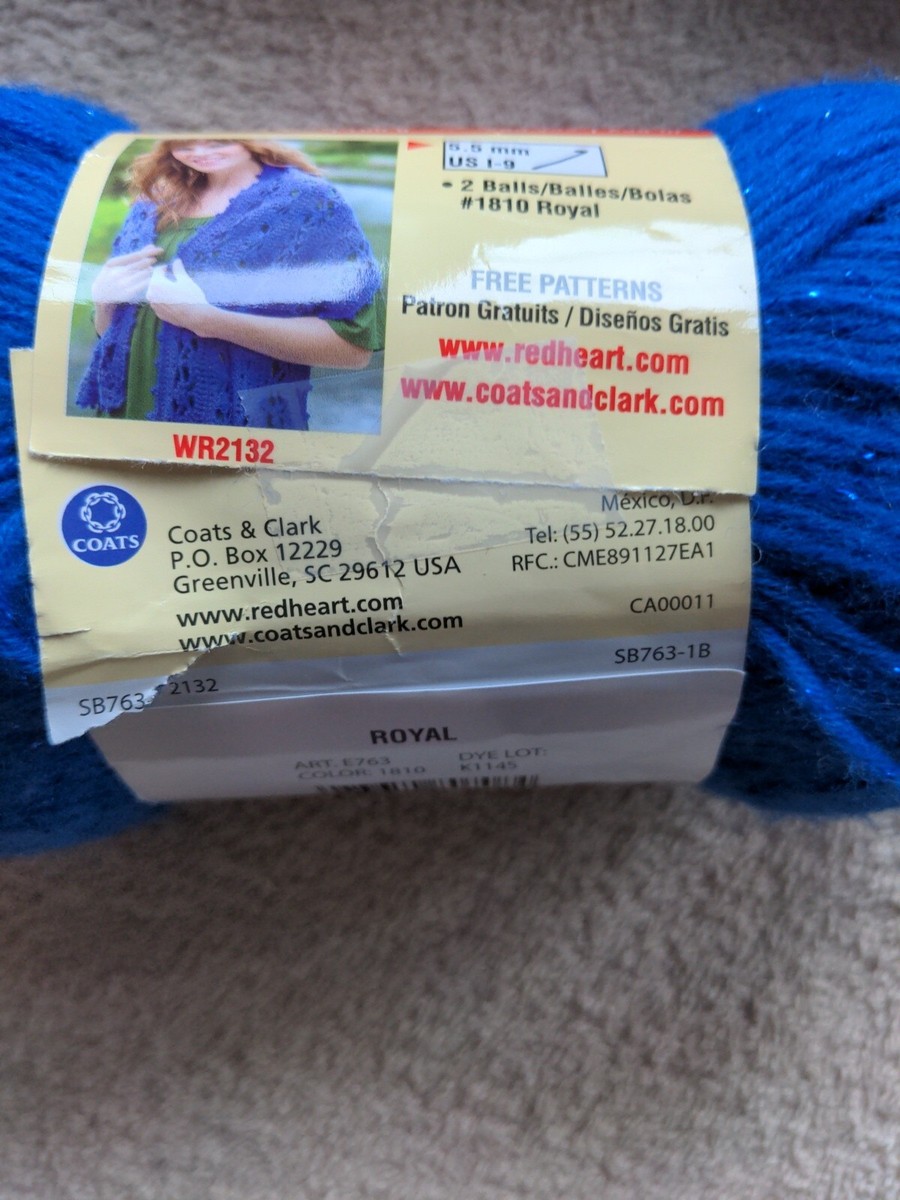 5.5 mm
US I-9
• 2 Balls/Balles/Bolas
#1810 Royal
FREE PATTERNS
Patron Gratuits / Diseños Gratis
www.redheart.com
www.coatsandclark.com
WR2132
COATS
Coats & Clark
P.O. Box 12229
Greenville, SC 29612 USA
www.redheart.com
www.coatsandclark.com
México, D.F.
Tel: (55) 52.27.18.00
RFC.: CME891127EA1
CA00011
SB763-1B
SB763 2132
ROYAL
ART. E763
COLOR: 1810
DYE LOT:
K1145